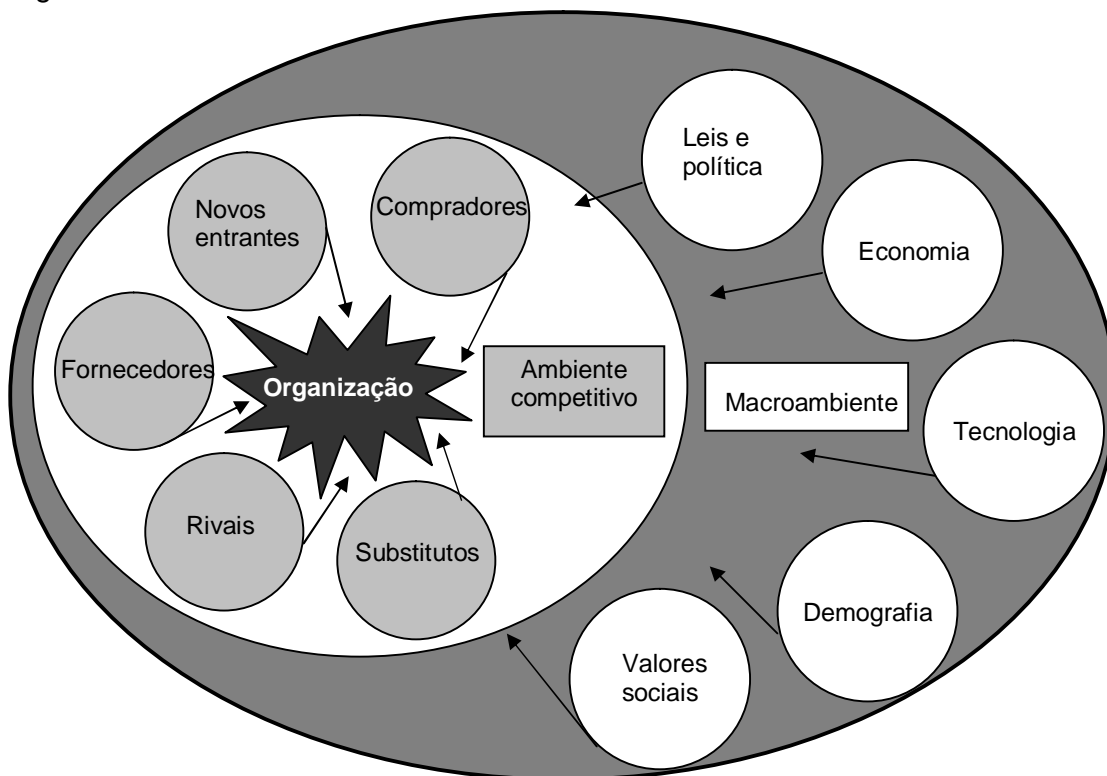 Leis e
política
Novos
entrantes
Compradores
Economia
Fornecedores
Organização
Ambiente
competitivo
Macroambiente
Tecnologia
Rivais
Substitutos
Demografia
Valores
sociais